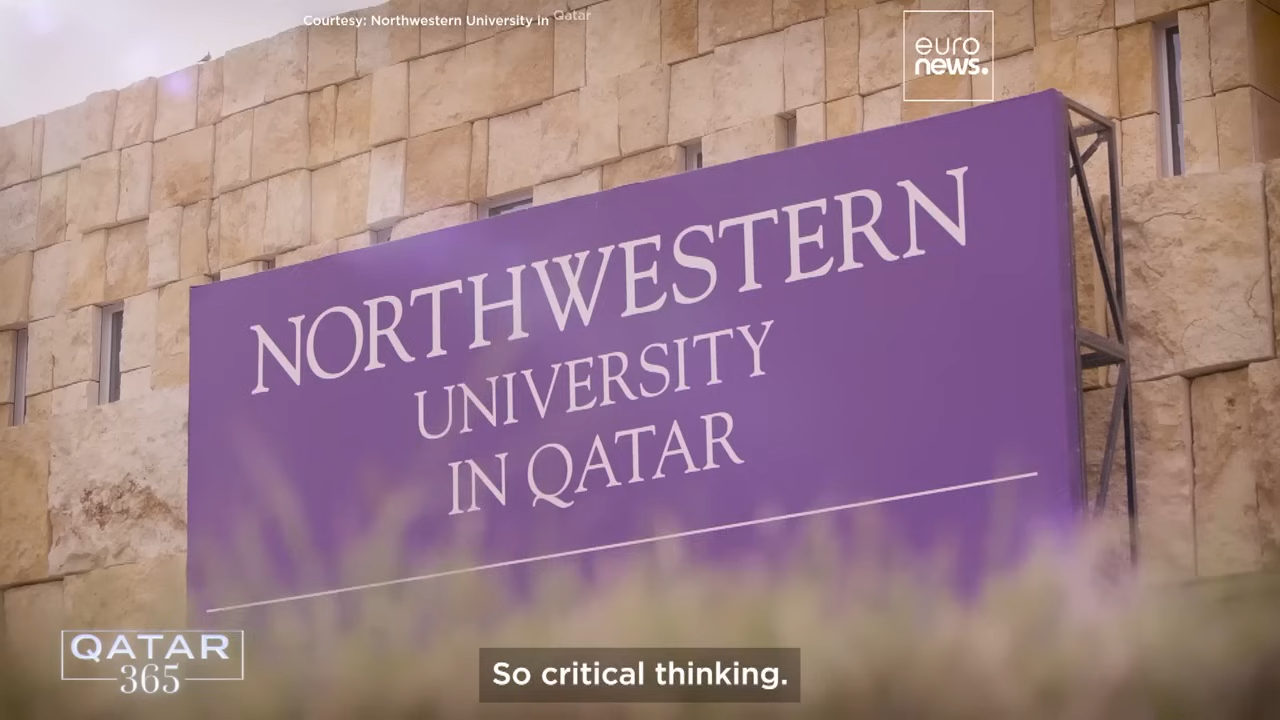 Courtesy: Northwestern University in Qatar
euro
news.
NORTHWESTERN
UNIVERSITY
IN QATAR
QATAR
365
So critical thinking.